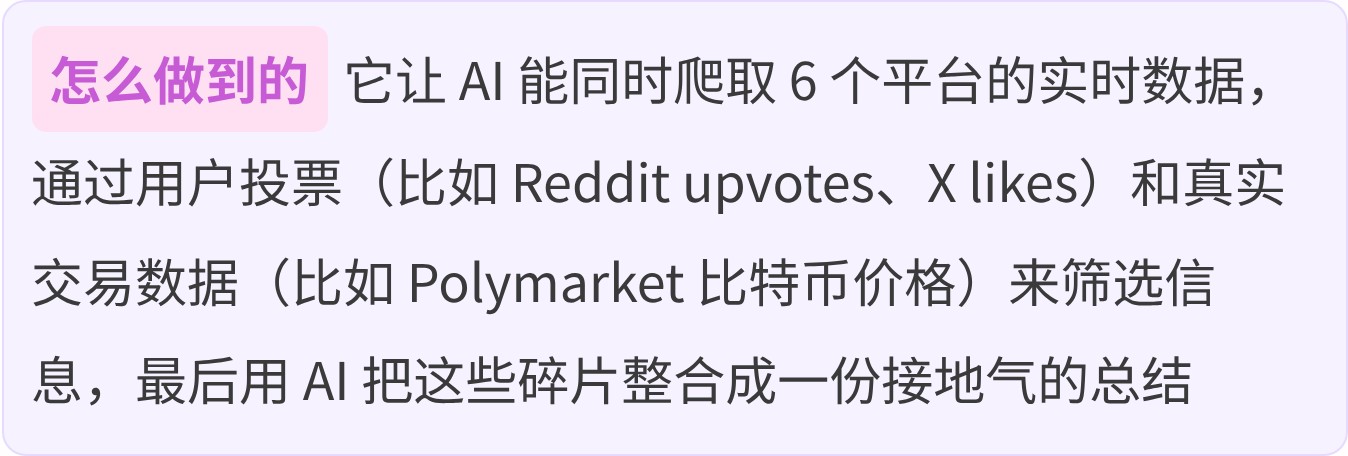 怎么做到的 它让 AI 能同时爬取 6 个平台的实时数据，
通过用户投票（比如 Reddit upvotes、X likes）和真实
交易数据（比如 Polymarket 比特币价格）来筛选信
息，最后用 AI 把这些碎片整合成一份接地气的总结